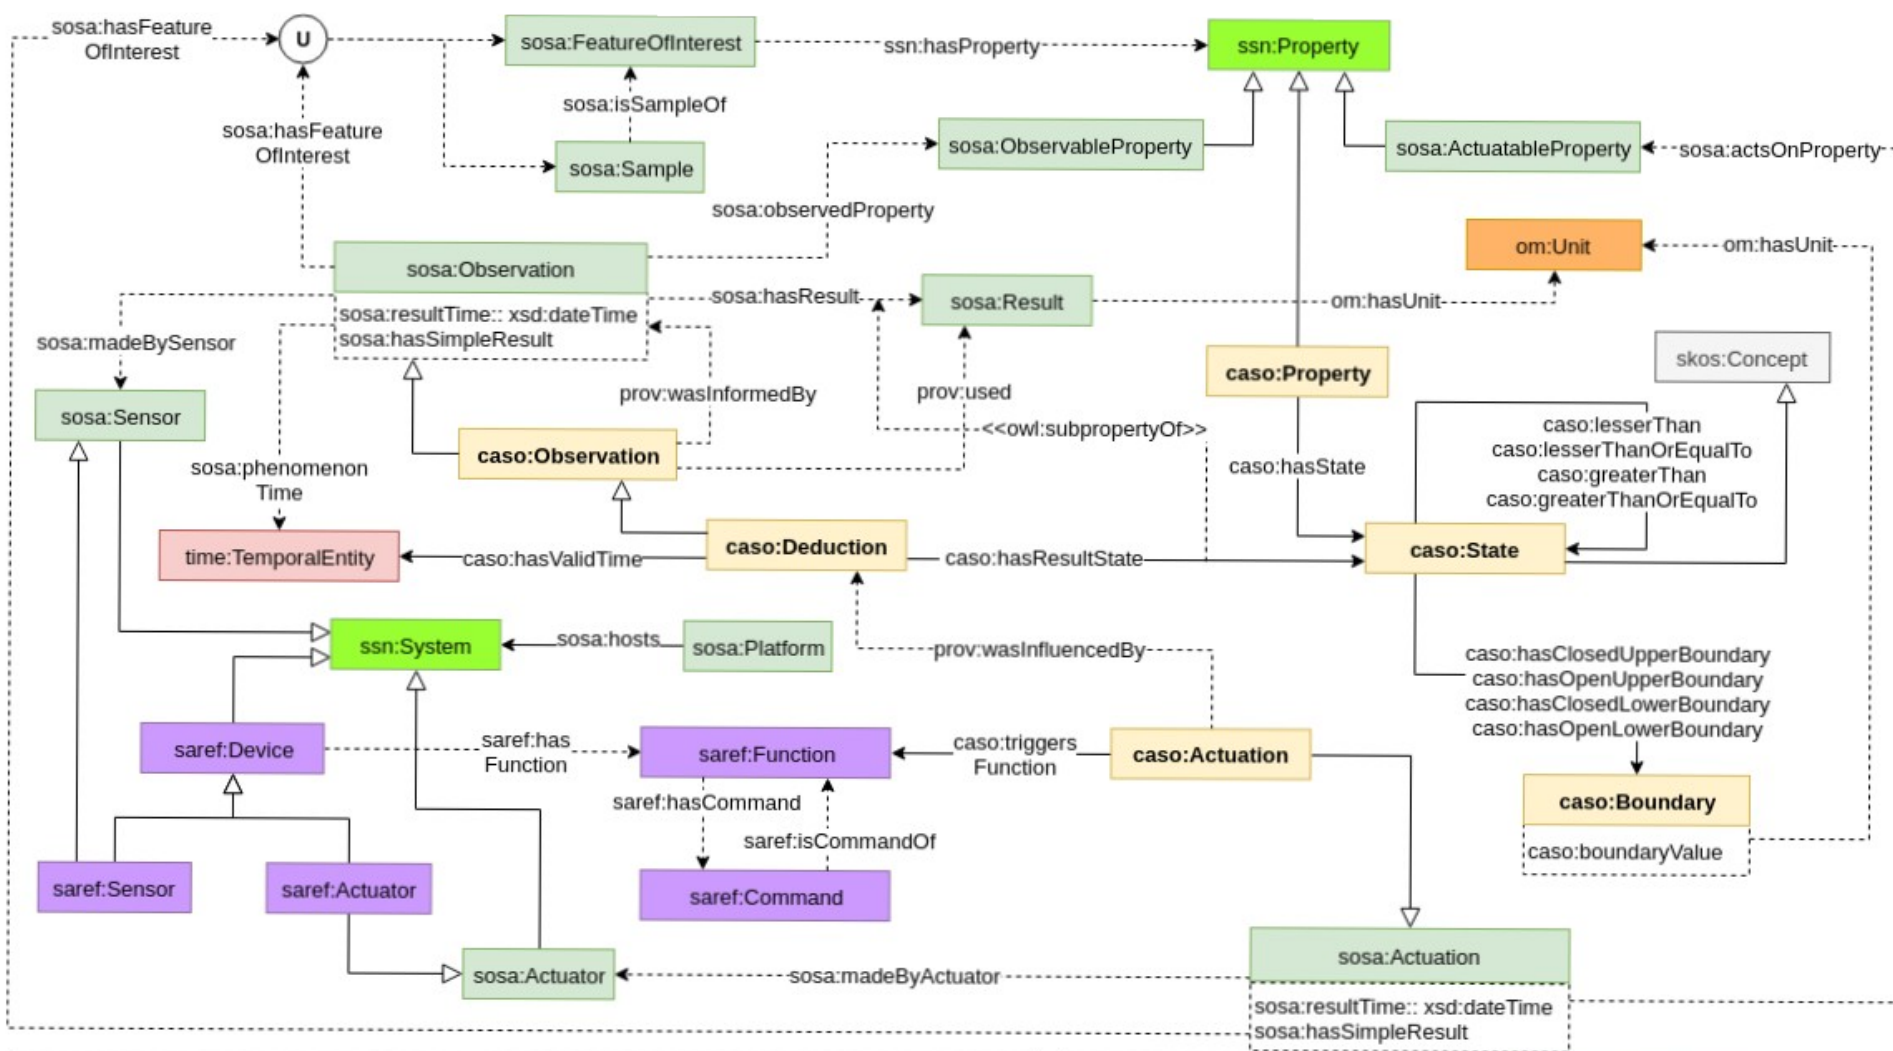 sosa:hasFeature
OfInterest
U
sosa:FeatureOfInterest
ssn:hasProperty
ssn:Property
sosa:isSampleOf
sosa:hasFeature
OfInterest
sosa:Sample
sosa:ObservableProperty
sosa:ActuatableProperty
sosa:actsOnProperty
sosa:observedProperty
sosa:Observation
om:Unit
om:hasUnit
sosa:resultTime:: xsd:dateTime
sosa:hasSimpleResult
sosa:hasResult
sosa:Result
om:hasUnit
sosa:madeBySensor
skos:Concept
caso:Property
prov:wasInformedBy
prov:used
sosa:Sensor
<<owl:subpropertyOf>>
caso:lesserThan
caso:lesserThanOrEqualTo
caso:greaterThan
caso:greaterThanOrEqualTo
caso:Observation
caso:hasState
sosa:phenomenon
Time
time:TemporalEntity
caso:hasValidTime
caso:Deduction
caso:hasResultState
caso:State
ssn:System
sosa:hosts
sosa:Platform
prov:wasInfluencedBy
caso:hasClosedUpperBoundary
caso:hasOpenUpperBoundary
caso:hasClosedLowerBoundary
caso:hasOpenLowerBoundary
saref:Device
saref:has
Function
saref:Function
caso:triggers
Function
caso:Actuation
saref:hasCommand
caso:Boundary
saref:isCommandOf
caso:boundaryValue
saref:Sensor
saref:Actuator
saref:Command
sosa:Actuator
sosa:madeByActuator
sosa:Actuation
sosa:resultTime:: xsd:dateTime
sosa:hasSimpleResult